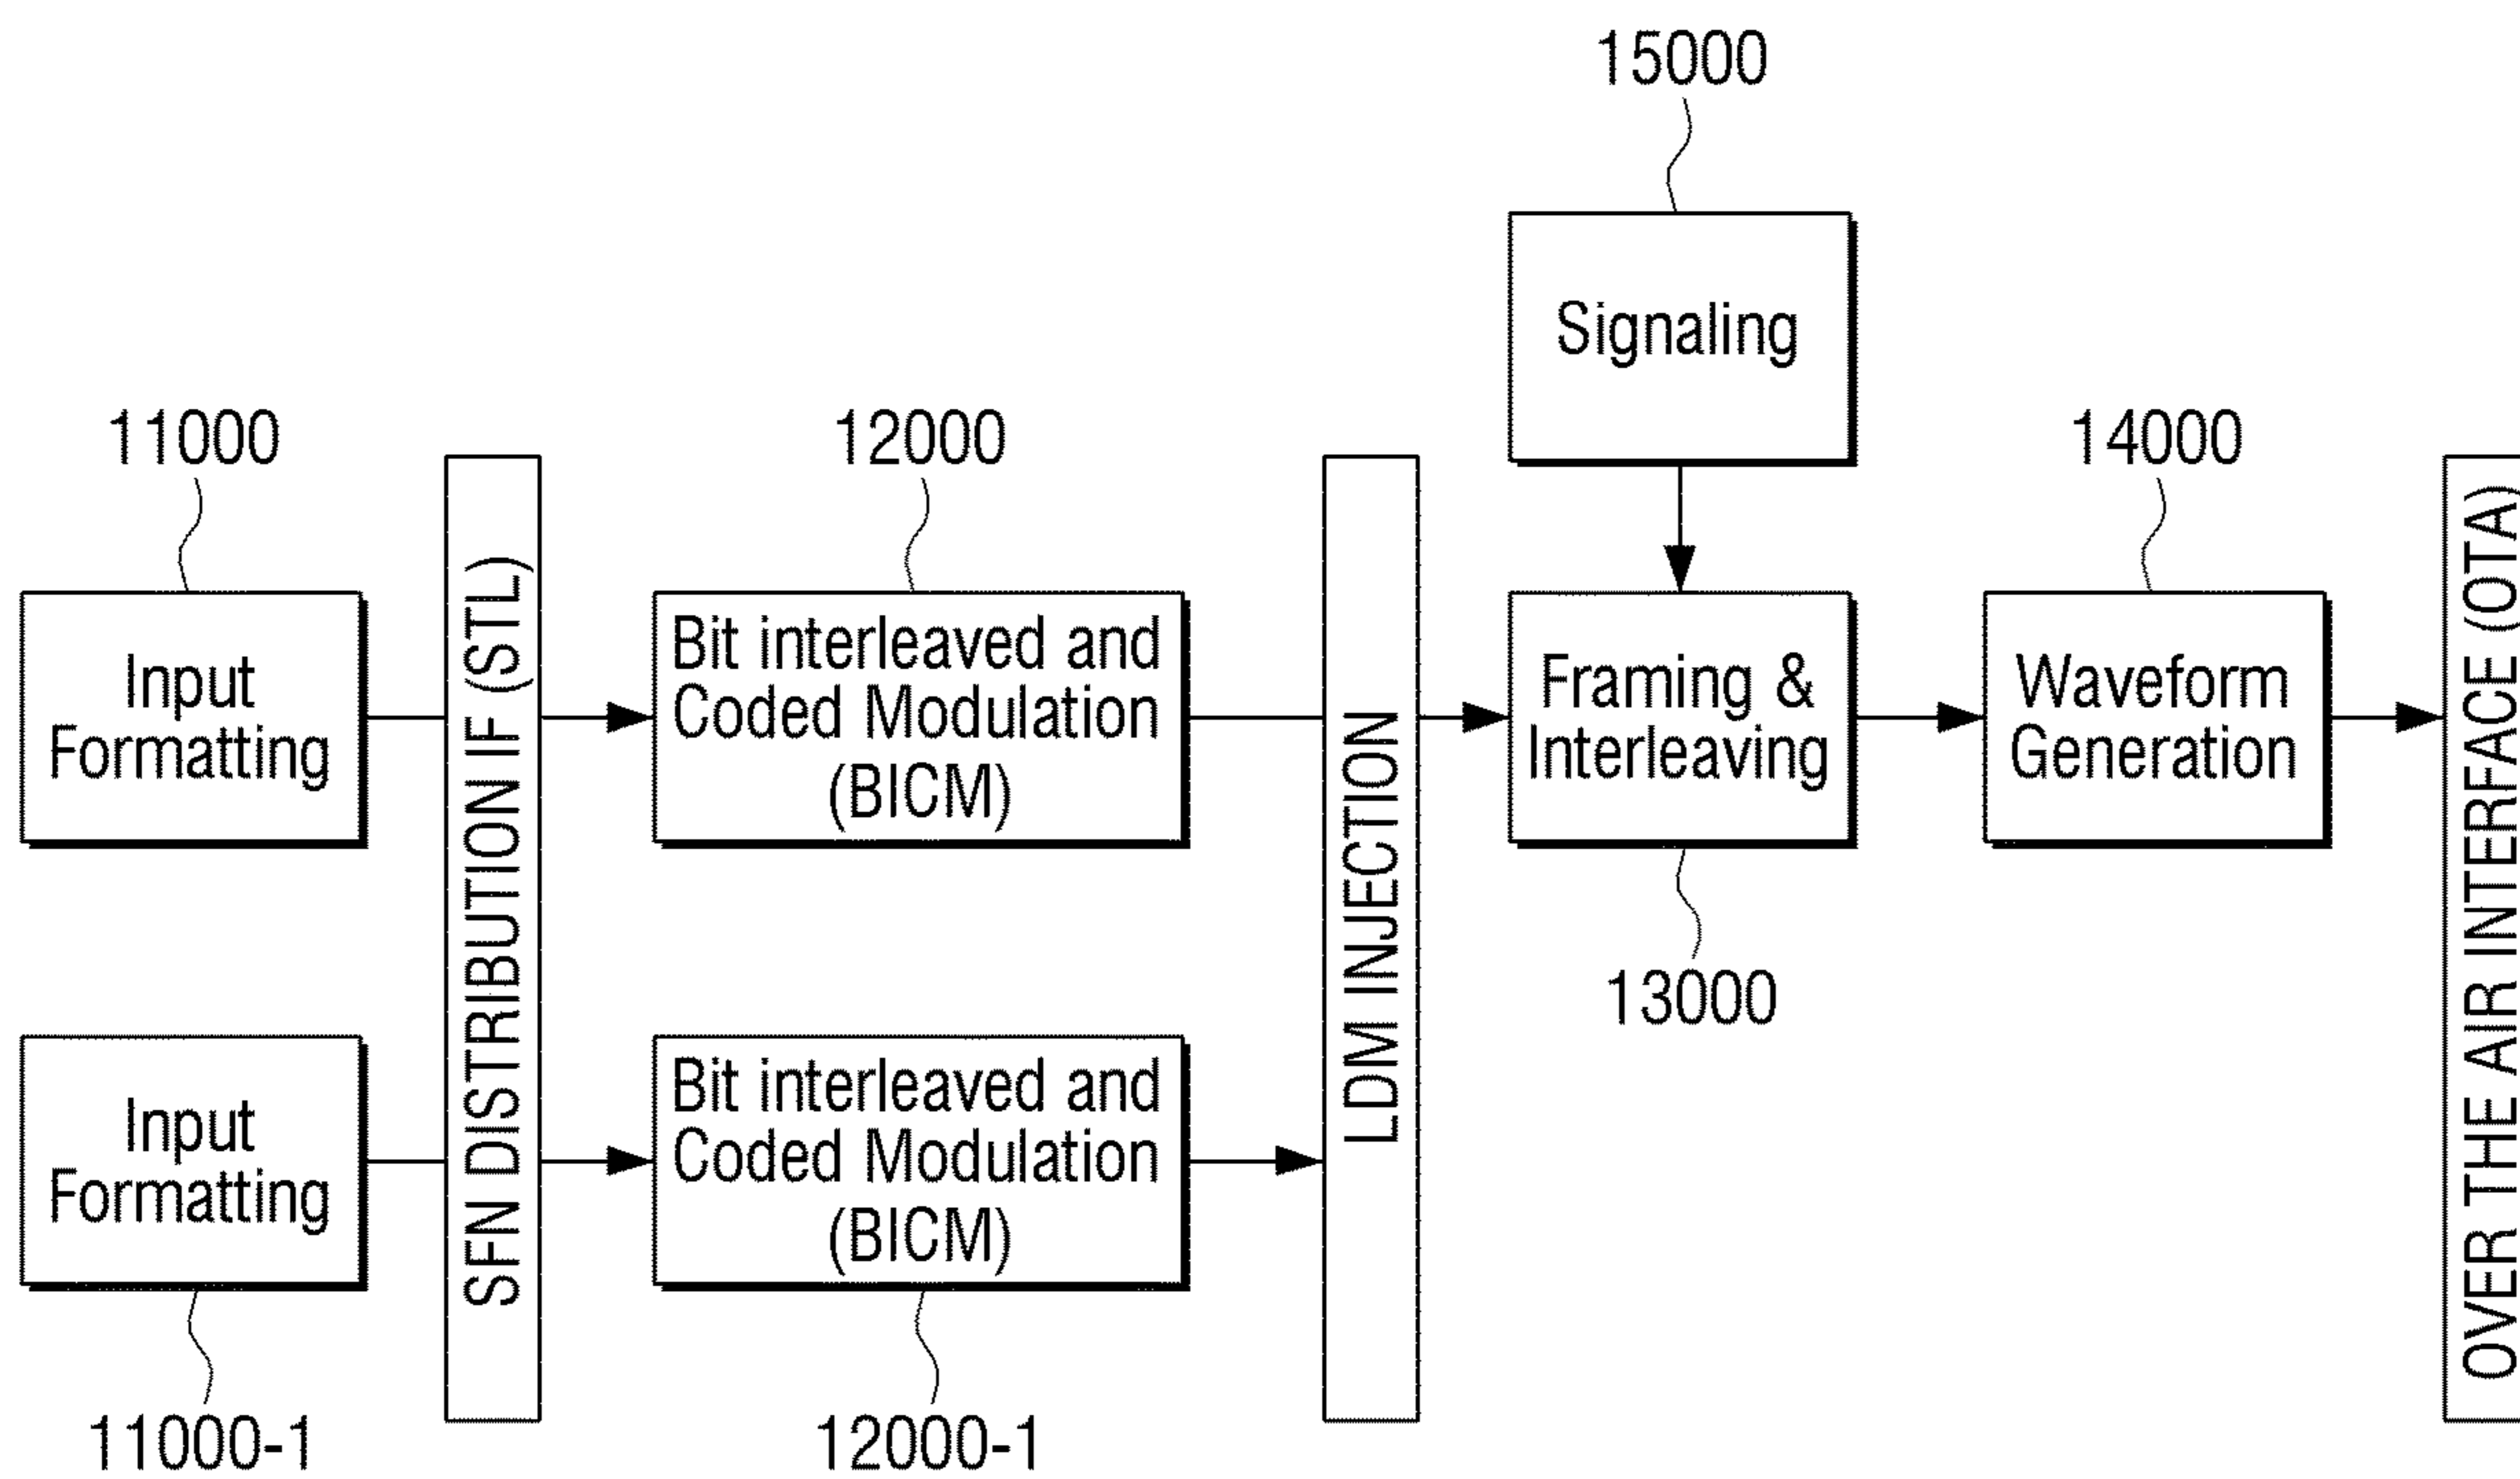 15000
Signaling
11000
12000
14000
Input
Formatting
SFN DISTRIBUTION IF (STL)
Bit interleaved and
Coded Modulation
(BICM)
LDM INJECTION
Framing &
Interleaving
Waveform
Generation
OVER THE AIR INTERFACE (OTA)
13000
Input
Formatting
Bit interleaved and
Coded Modulation
(BICM)
11000-1
12000-1